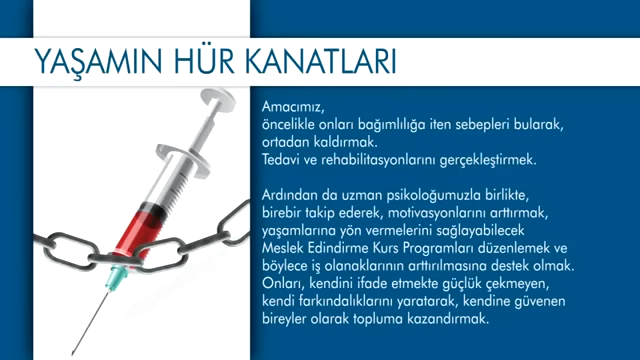 YAŞAMIN HÜR KANATLARI
Amacımız,
öncelikle onları bağımlılığa iten sebepleri bularak,
ortadan kaldırmak.
Tedavi ve rehabilitasyonlarını gerçekleştirmek.
Ardından da uzman psikoloğumuzla birlikte,
birebir takip ederek, motivasyonlarını arttırmak,
yaşamlarına yön vermelerini sağlayabilecek
Meslek Edindirme Kurs Programları düzenlemek ve
böylece iş olanaklarının arttırılmasına destek olmak.
Onları, kendini ifade etmekte güçlük çekmeyen,
kendi farkındalıklarını yaratarak, kendine güvenen
bireyler olarak topluma kazandırmak.